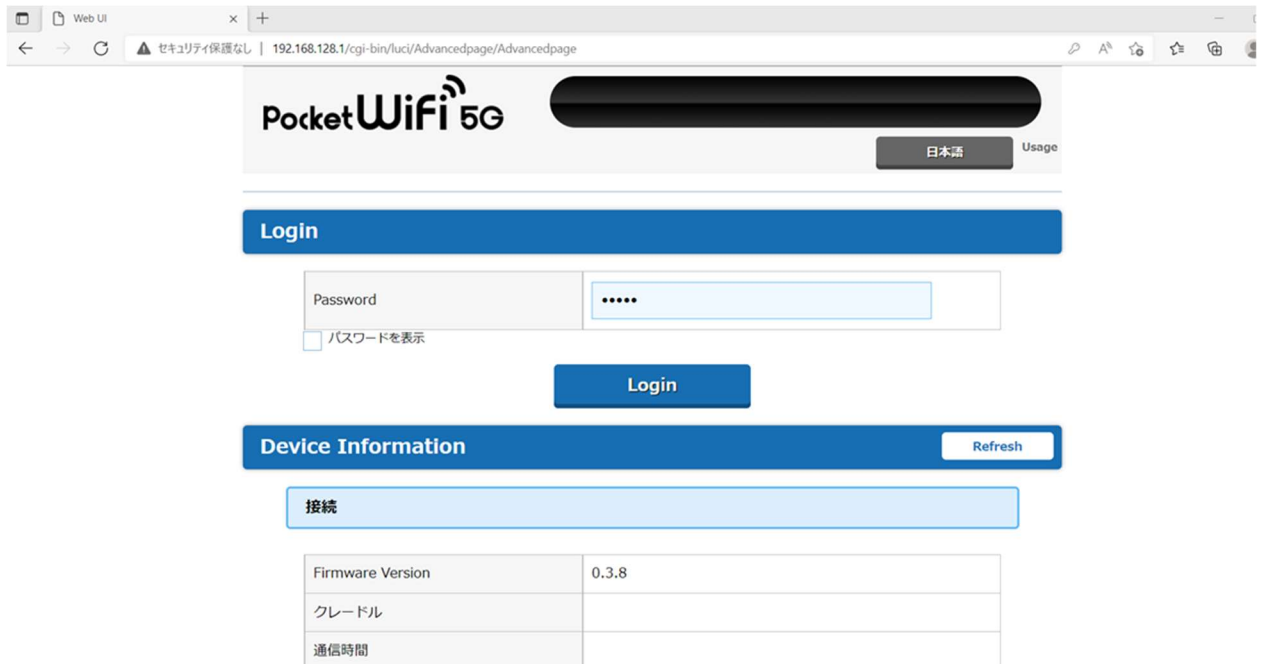 Web UI
セキュリティ保護なし | 192.168.128.1/cgi-bin/luci/Advancedpage/Advancedpage
Pocket WiFi 5G
日本語
Usage
Login
Password
•••••
パスワードを表示
Login
Device Information
Refresh
接続
Firmware Version
0.3.8
クレードル
通信時間